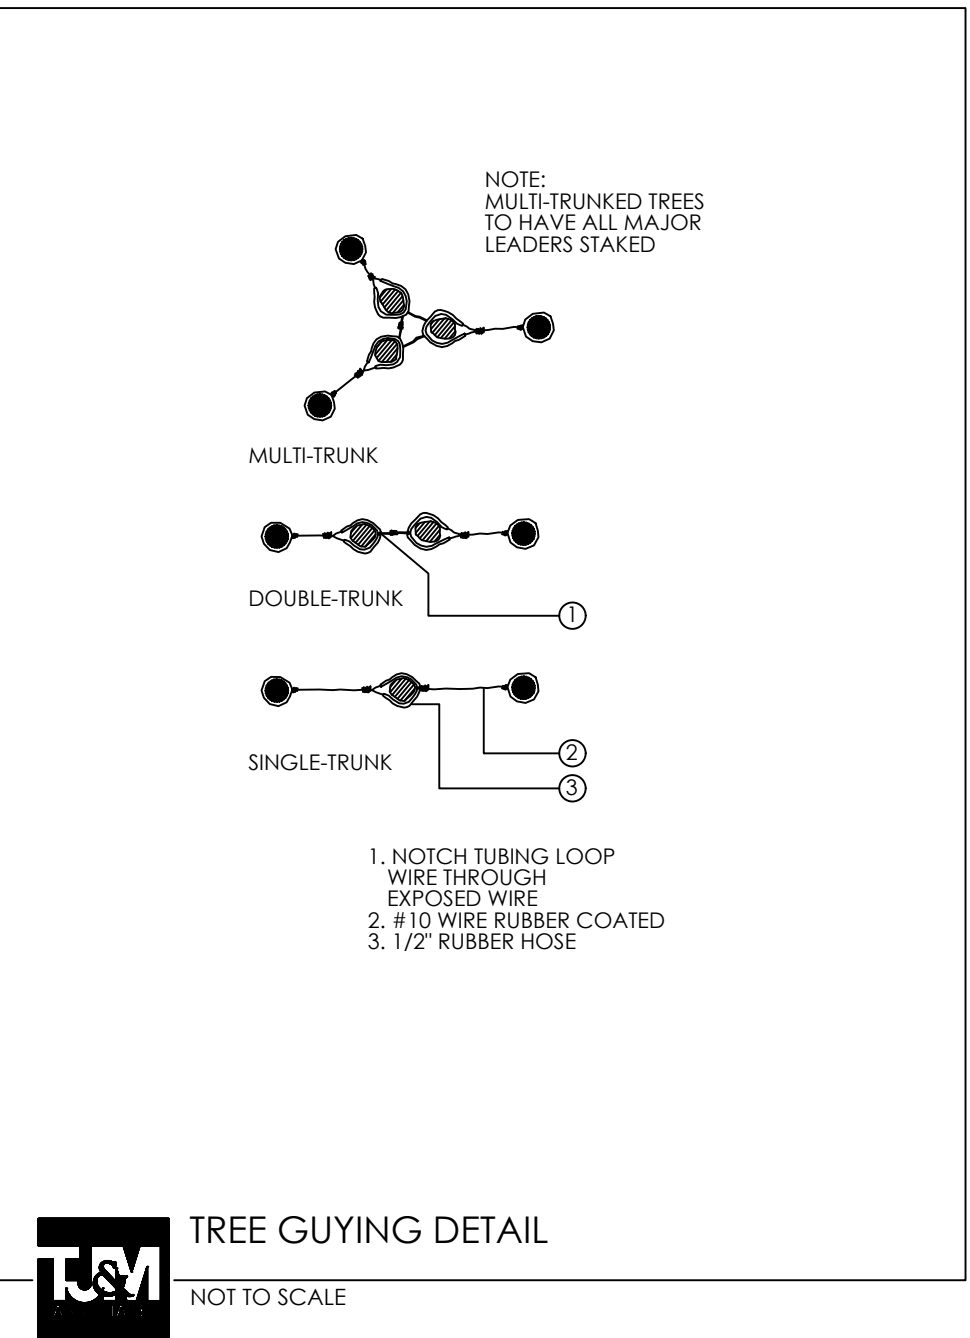 NOTE:
MULTI-TRUNKED TREES
TO HAVE ALL MAJOR
LEADERS STAKED
MULTI-TRUNK
DOUBLE-TRUNK
1
2
SINGLE-TRUNK
3
1. NOTCH TUBING LOOP
WIRE THROUGH
EXPOSED WIRE
2. #10 WIRE RUBBER COATED
3. 1/2" RUBBER HOSE
TREE GUYING DETAIL
TJ&M
NOT TO SCALE